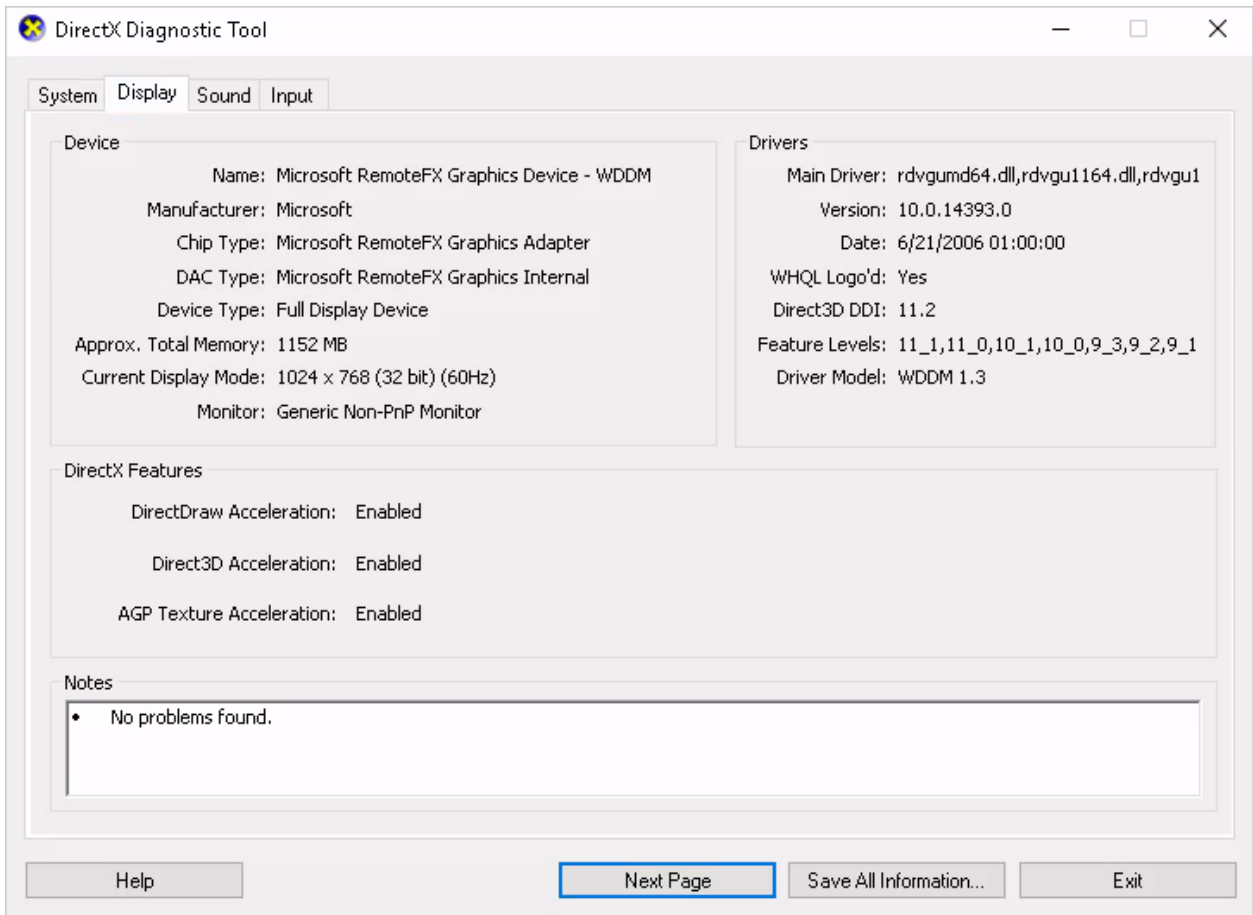 DirectX Diagnostic Tool
System Display Sound Input
Device
Name: Microsoft RemoteFX Graphics Device - WDDM
Manufacturer: Microsoft
Chip Type: Microsoft RemoteFX Graphics Adapter
DAC Type: Microsoft RemoteFX Graphics Internal
Device Type: Full Display Device
Approx. Total Memory: 1152 MB
Current Display Mode: 1024 x 768 (32 bit) (60Hz)
Monitor: Generic Non-PnP Monitor
Drivers
Main Driver: rdvgumd64.dll,rdvgu1164.dll,rdvgu1
Version: 10.0.14393.0
Date: 6/21/2006 01:00:00
WHQL Logo'd: Yes
Direct3D DDI: 11.2
Feature Levels: 11_1,11_0,10_1,10_0,9_3,9_2,9_1
Driver Model: WDDM 1.3
DirectX Features
DirectDraw Acceleration: Enabled
Direct3D Acceleration: Enabled
AGP Texture Acceleration: Enabled
Notes
• No problems found.
Help Next Page Save All Information... Exit